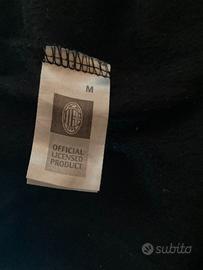 M
OFFICIAL
LICENSED
PRODUCT
subito